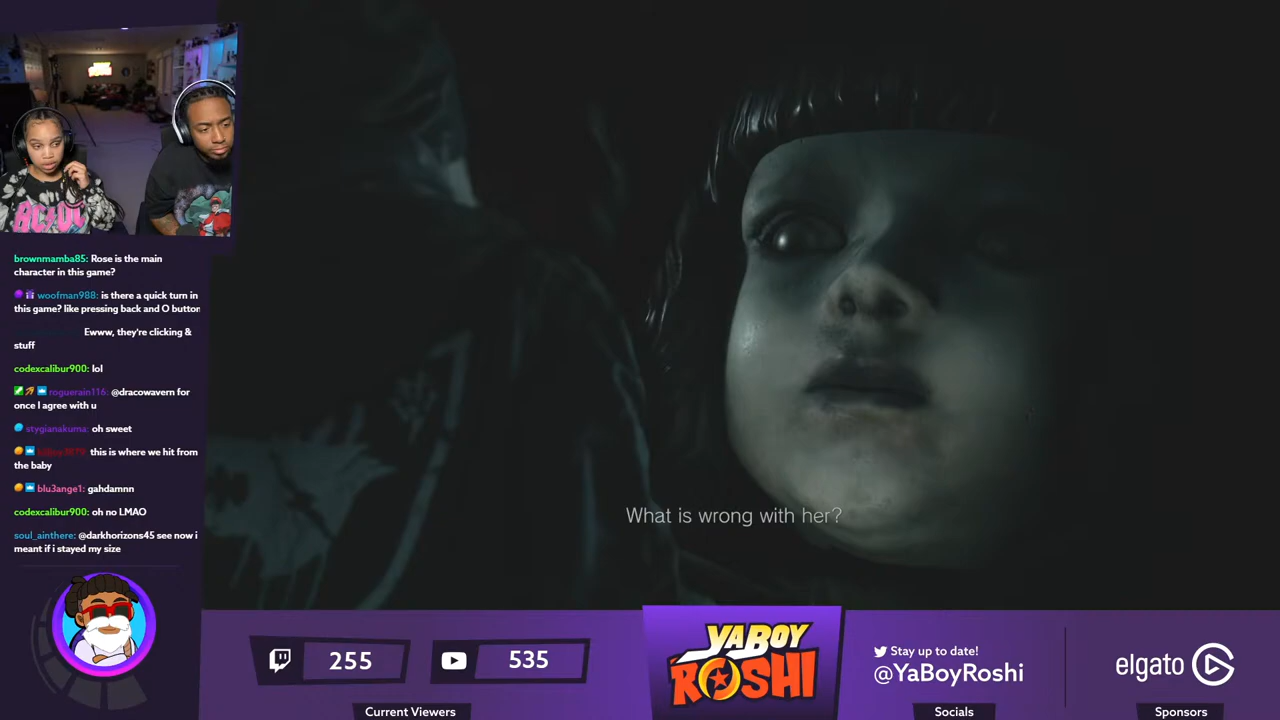 brownmamba85: Rose is the main
character in this game?
woofman988: is there a quick turn in
this game? like pressing back and O button
Ewww, they're clicking &
stuff
codexcalibur900: lol
roguerain116: @dracowavern for
once I agree with u
stygianakuma: oh sweet
this is where we hit from
the baby
blu3ange1: gahdamnn
codexcalibur900: oh no LMAO
soul_ainthere: @darkhorizons45 see now i
meant if i stayed my size
AC/DC
What is wrong with her?
255
535
Current Viewers
YABOY
ROSHI
Stay up to date!
@YaBoyRoshi
Socials
elgato
Sponsors